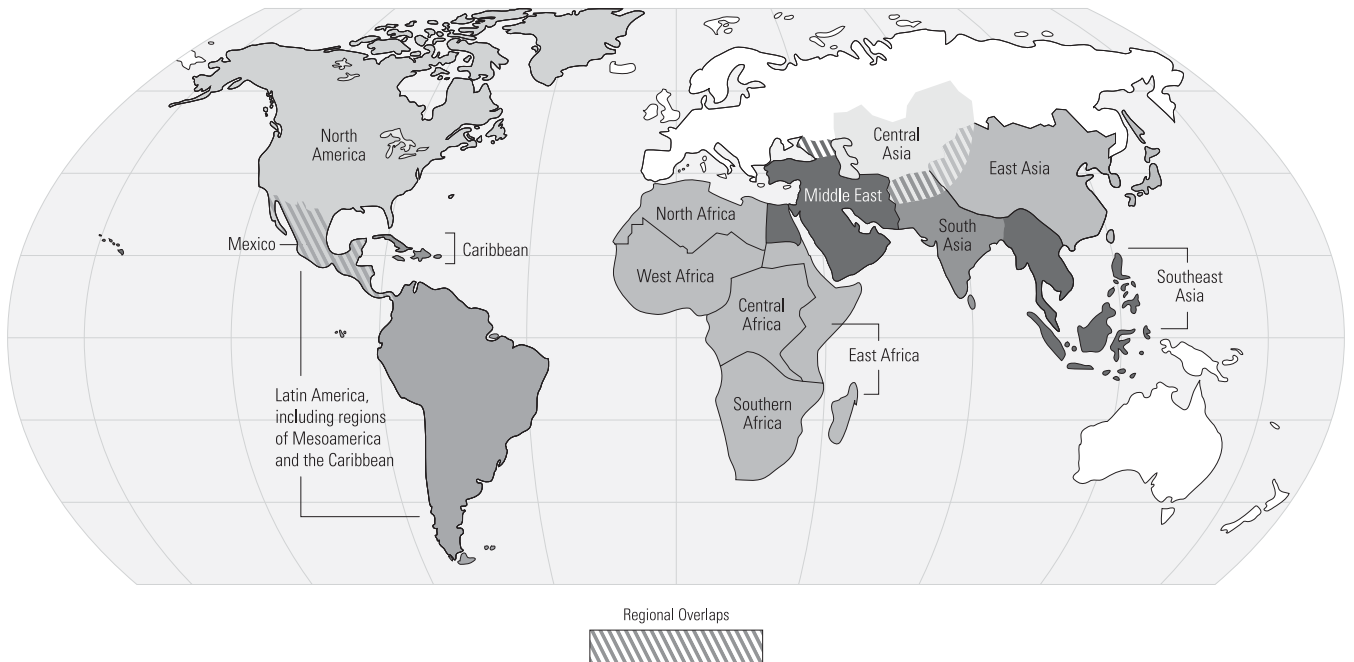 North
America
Central
Asia
East Asia
Middle East
North Africa
South
Asia
Mexico
Caribbean
West Africa
Southeast
Asia
Central
Africa
East Africa
Latin America,
including regions
of Mesoamerica
and the Caribbean
Southern
Africa
Regional Overlaps